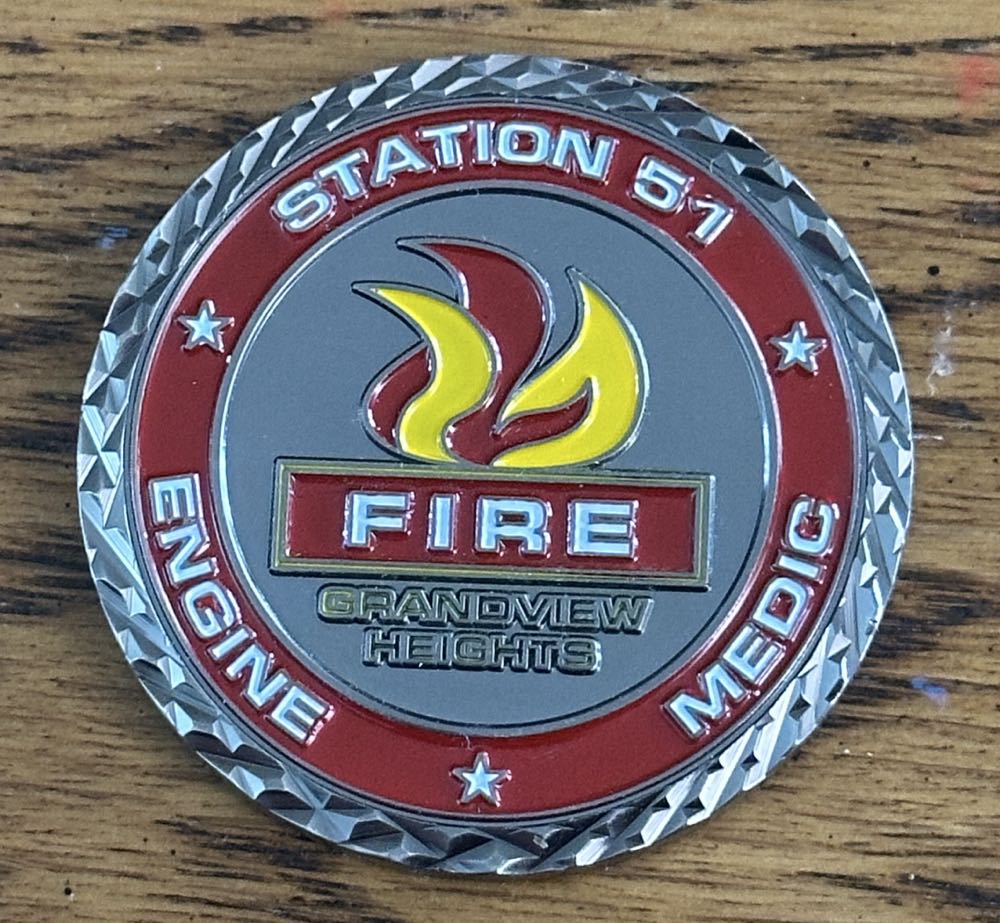 STATION 51
FIRE
GRANDVIEW
HEIGHTS
ENGINE
MEDIC